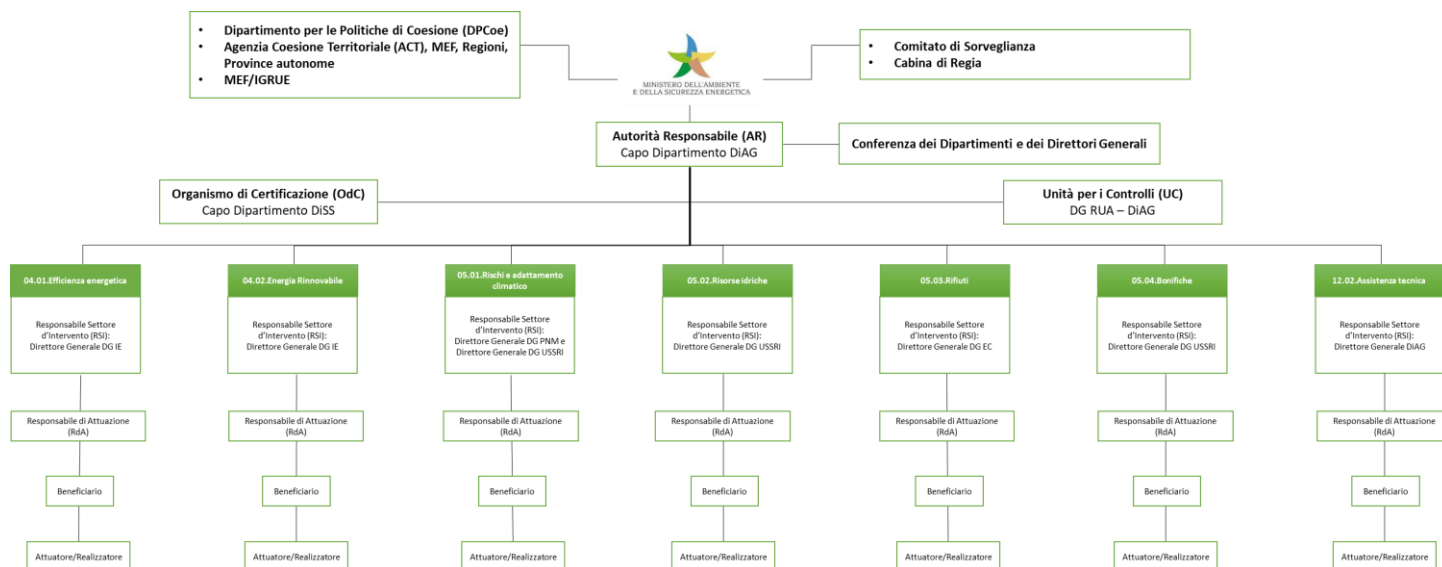 • Dipartimento per le Politiche di Coesione (DPCoe)
• Agenzia Coesione Territoriale (ACT), MEF, Regioni,
Province autonome
• MEF/IGRUE
MINISTERO DELL'AMBIENTE
E DELLA SICUREZZA ENERGETICA
• Comitato di Sorveglianza
• Cabina di Regia
Autorità Responsabile (AR)
Capo Dipartimento DiAG
Conferenza dei Dipartimenti e dei Direttori Generali
Organismo di Certificazione (OdC)
Capo Dipartimento DiSS
Unità per i Controlli (UC)
DG RUA – DiAG
04.01.Efficienza energetica
Responsabile Settore
d'Intervento (RSI):
Direttore Generale DG IE
Responsabile di Attuazione
(RdA)
Beneficiario
Attuatore/Realizzatore
04.02.Energia Rinnovabile
Responsabile Settore
d'Intervento (RSI):
Direttore Generale DG IE
Responsabile di Attuazione
(RdA)
Beneficiario
Attuatore/Realizzatore
05.01.Rischi e adattamento
climatico
Responsabile Settore
d'Intervento (RSI):
Direttore Generale DG PNM e
Direttore Generale DG USSRI
Responsabile di Attuazione
(RdA)
Beneficiario
Attuatore/Realizzatore
05.02.Risorse idriche
Responsabile Settore
d'Intervento (RSI):
Direttore Generale DG USSRI
Responsabile di Attuazione
(RdA)
Beneficiario
Attuatore/Realizzatore
05.03.Rifiuti
Responsabile Settore
d'Intervento (RSI):
Direttore Generale DG EC
Responsabile di Attuazione
(RdA)
Beneficiario
Attuatore/Realizzatore
05.04.Bonifiche
Responsabile Settore
d'Intervento (RSI):
Direttore Generale DG USSRI
Responsabile di Attuazione
(RdA)
Beneficiario
Attuatore/Realizzatore
12.02.Assistenza tecnica
Responsabile Settore
d'Intervento (RSI):
Direttore Generale DiAG
Responsabile di Attuazione
(RdA)
Beneficiario
Attuatore/Realizzatore